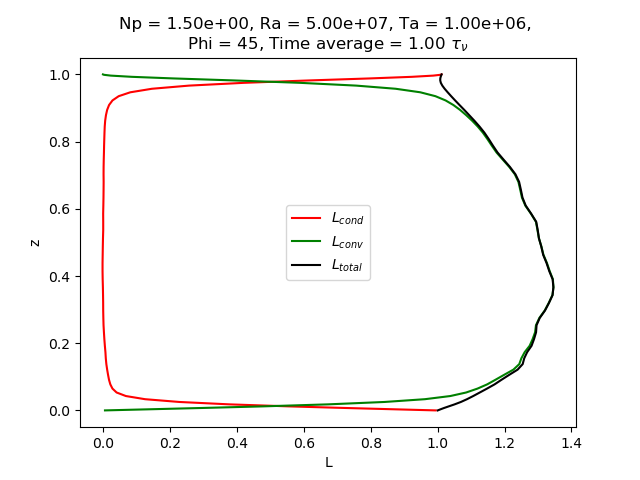 Np = 1.50e+00, Ra = 5.00e+07, Ta = 1.00e+06,
Phi = 45, Time average = 1.00 τν
1.0
0.8
0.6
0.4
0.2
0.0
z
Lcond
Lconv
Ltotal
0.0 0.2 0.4 0.6 0.8 1.0 1.2 1.4
L